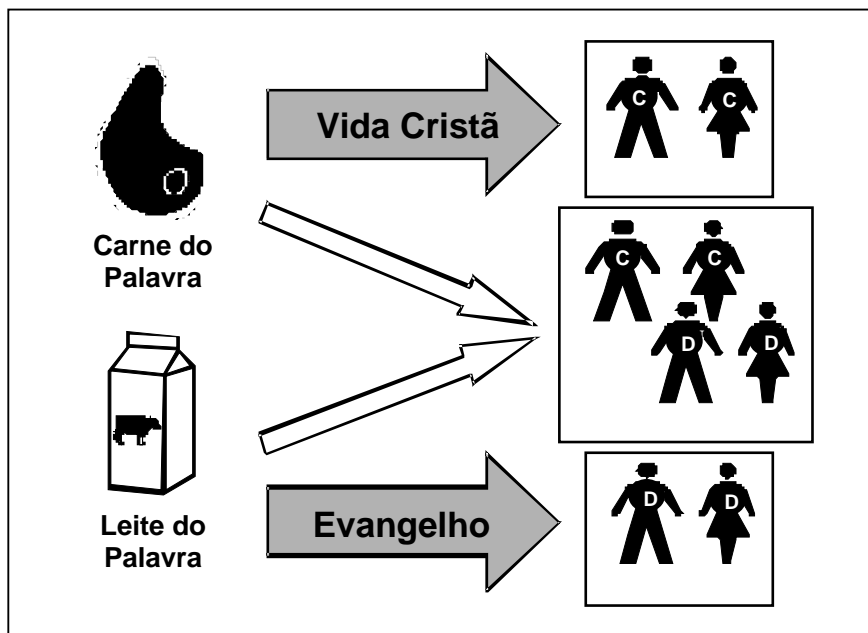 Vida Cristã
C C
Carne do
Palavra
C C
D D
Leite do
Palavra
Evangelho
D D